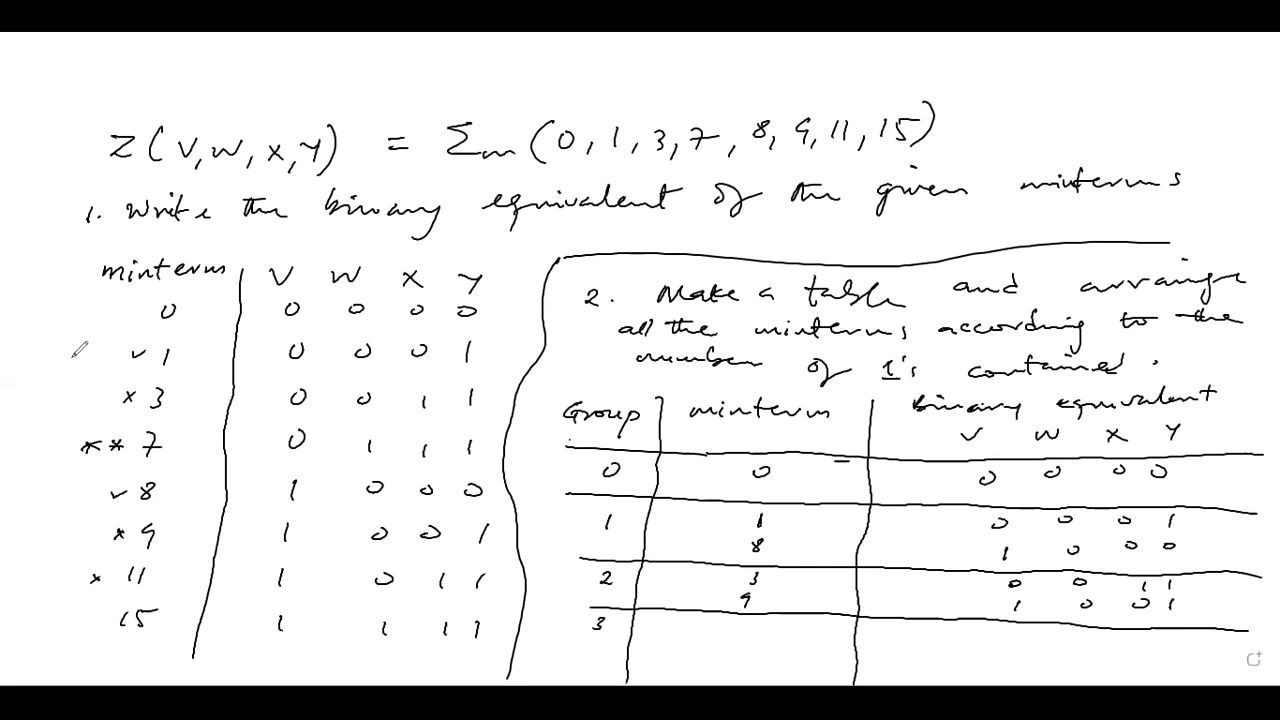 Z(V,W,X,Y) = Σm(0,1,3,7,8,9,11,15)
1. Write the binary equivalent of the given minterms
minterm V W X Y
0 0 0 0 0
✓ 1 0 0 0 1
× 3 0 0 1 1
** 7 0 1 1 1
✓ 8 1 0 0 0
× 9 1 0 0 1
× 11 1 0 1 1
15 1 1 1 1
2. Make a table and arrange
all the minterms according to the
number of 1's contained.
Group minterm binary equivalent
V W X Y
0 0 0 0 0 0
1 1 0 0 0 1
8 1 0 0 0
2 3 0 0 1 1
9 1 0 0 1
3